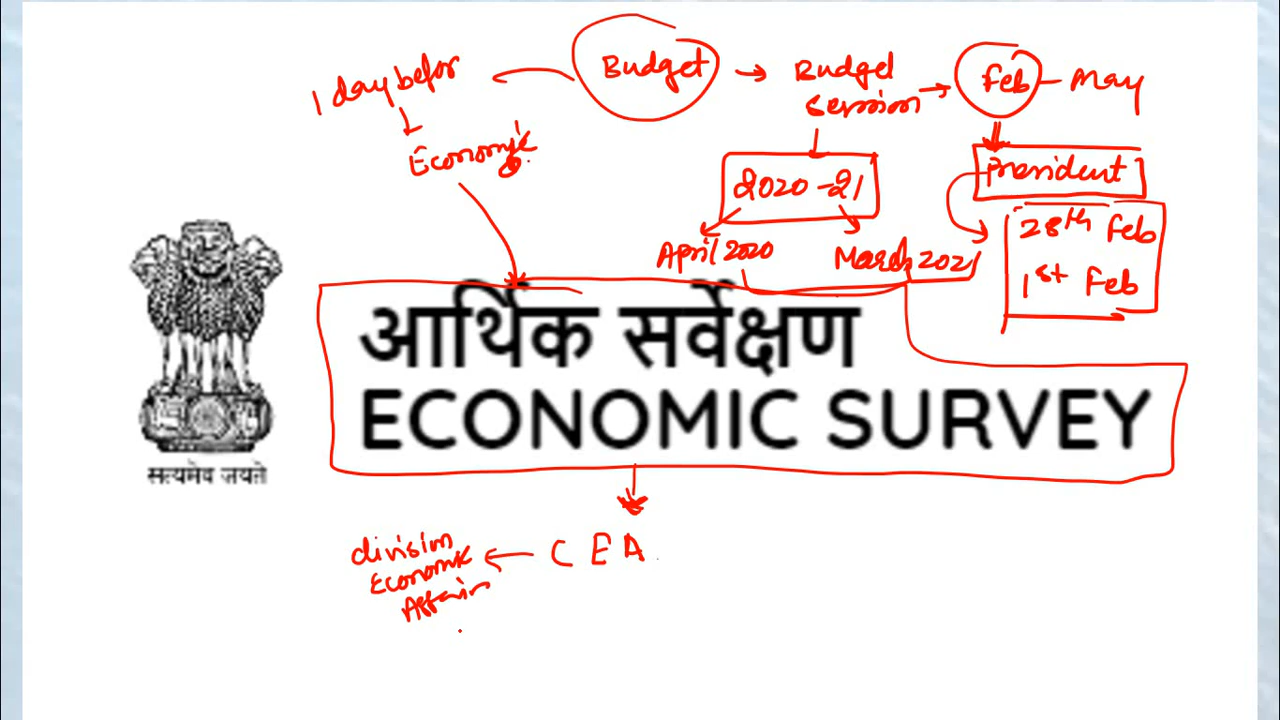 1 day befor
Budget
Budget
session
Feb - May
Economic
President
2020-21
28th Feb
1st Feb
April 2020
March 2021
आर्थिक सर्वेक्षण
ECONOMIC SURVEY
सत्यमेव जयते
C E A
division
Economic
Affair